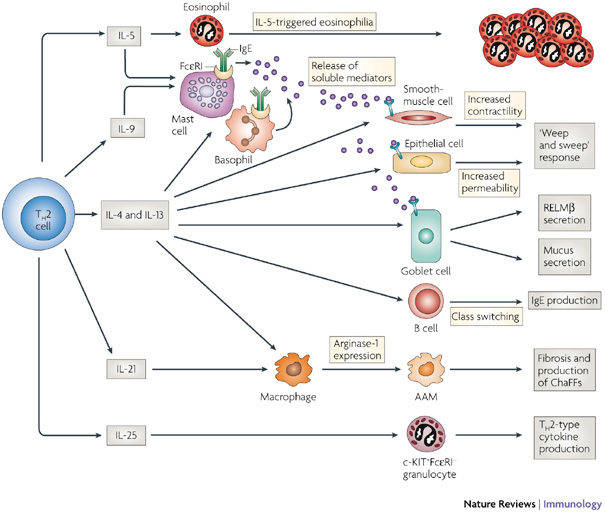 Eosinophil
IL-5
IL-5-triggered eosinophilia
IgE
FcεRI
Release of
soluble mediators
Mast
cell
Smooth-
muscle cell
Increased
contractility
IL-9
Basophil
Epithelial cell
'Weep
and sweep'
response
Increased
permeability
TH2
cell
IL-4 and IL-13
RELMβ
secretion
Goblet cell
Mucus
secretion
B cell
Class switching
IgE production
Arginase-1
expression
IL-21
Macrophage
AAM
Fibrosis and
production
of ChaFFs
IL-25
c-KIT+FcεRI–
granulocyte
TH2-type
cytokine
production
Nature Reviews | Immunology